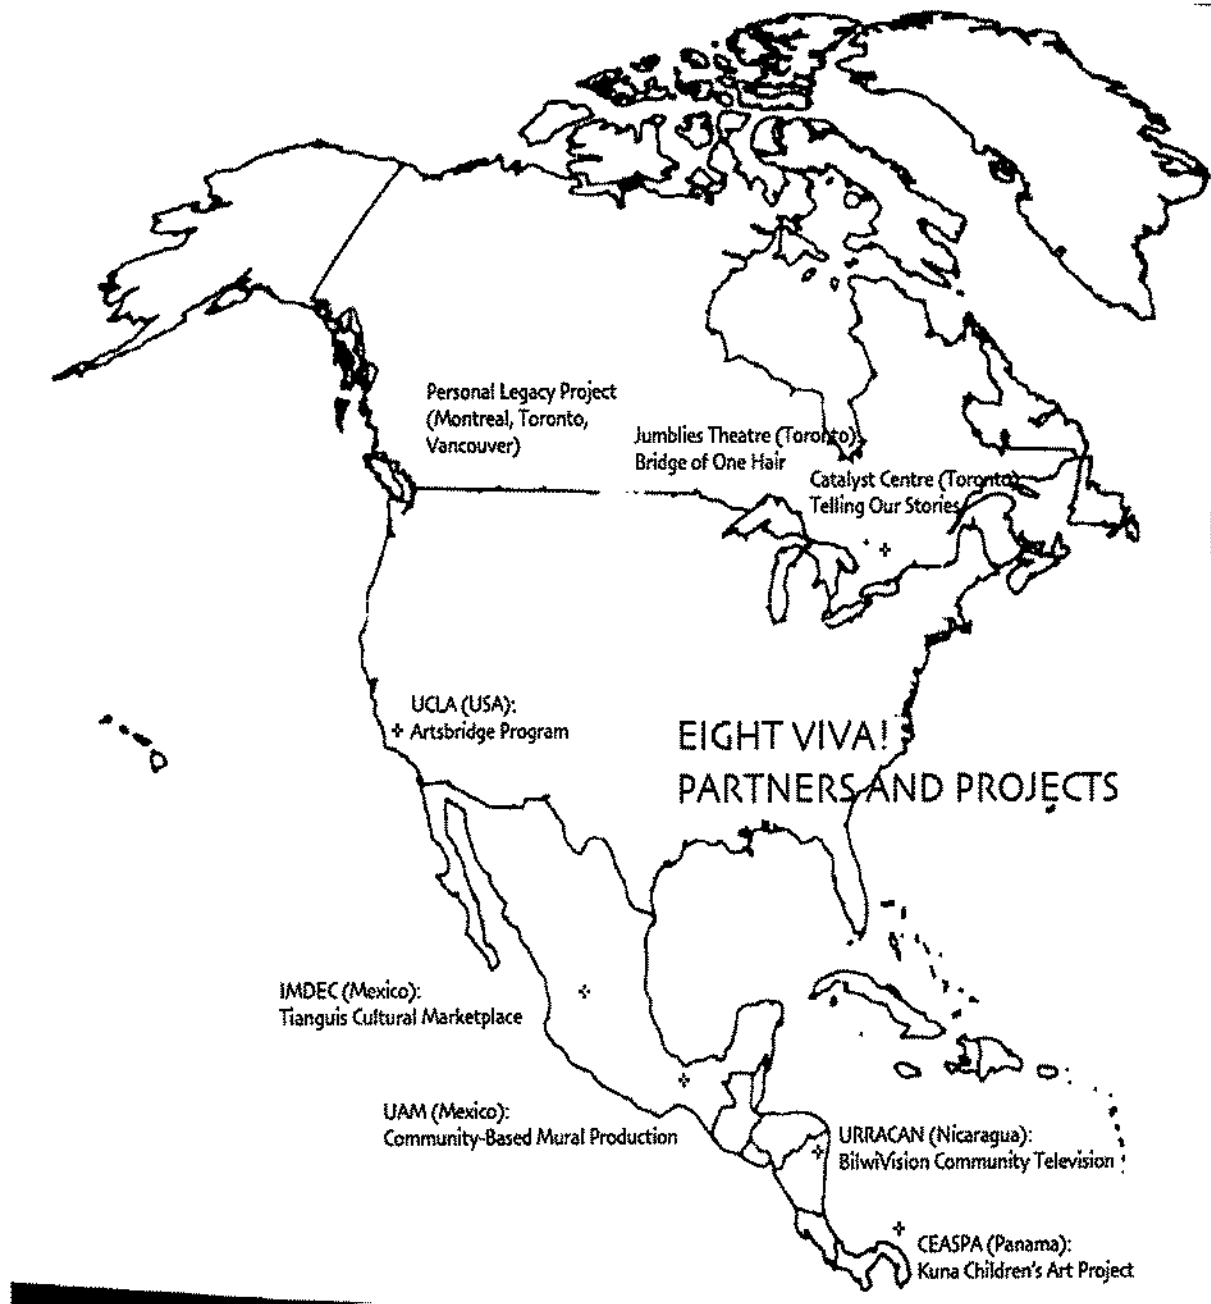 Personal Legacy Project
(Montreal, Toronto,
Vancouver)
Jumblies Theatre (Toronto)
Bridge of One Hair
Catalyst Centre (Toronto)
Telling Our Stories
UCLA (USA):
Artsbridge Program
EIGHT VIVA!
PARTNERS AND PROJECTS
IMDEC (Mexico):
Tianguis Cultural Marketplace
UAM (Mexico):
Community-Based Mural Production
URRACAN (Nicaragua):
BilwiVision Community Television
CEASPA (Panama):
Kuna Children's Art Project